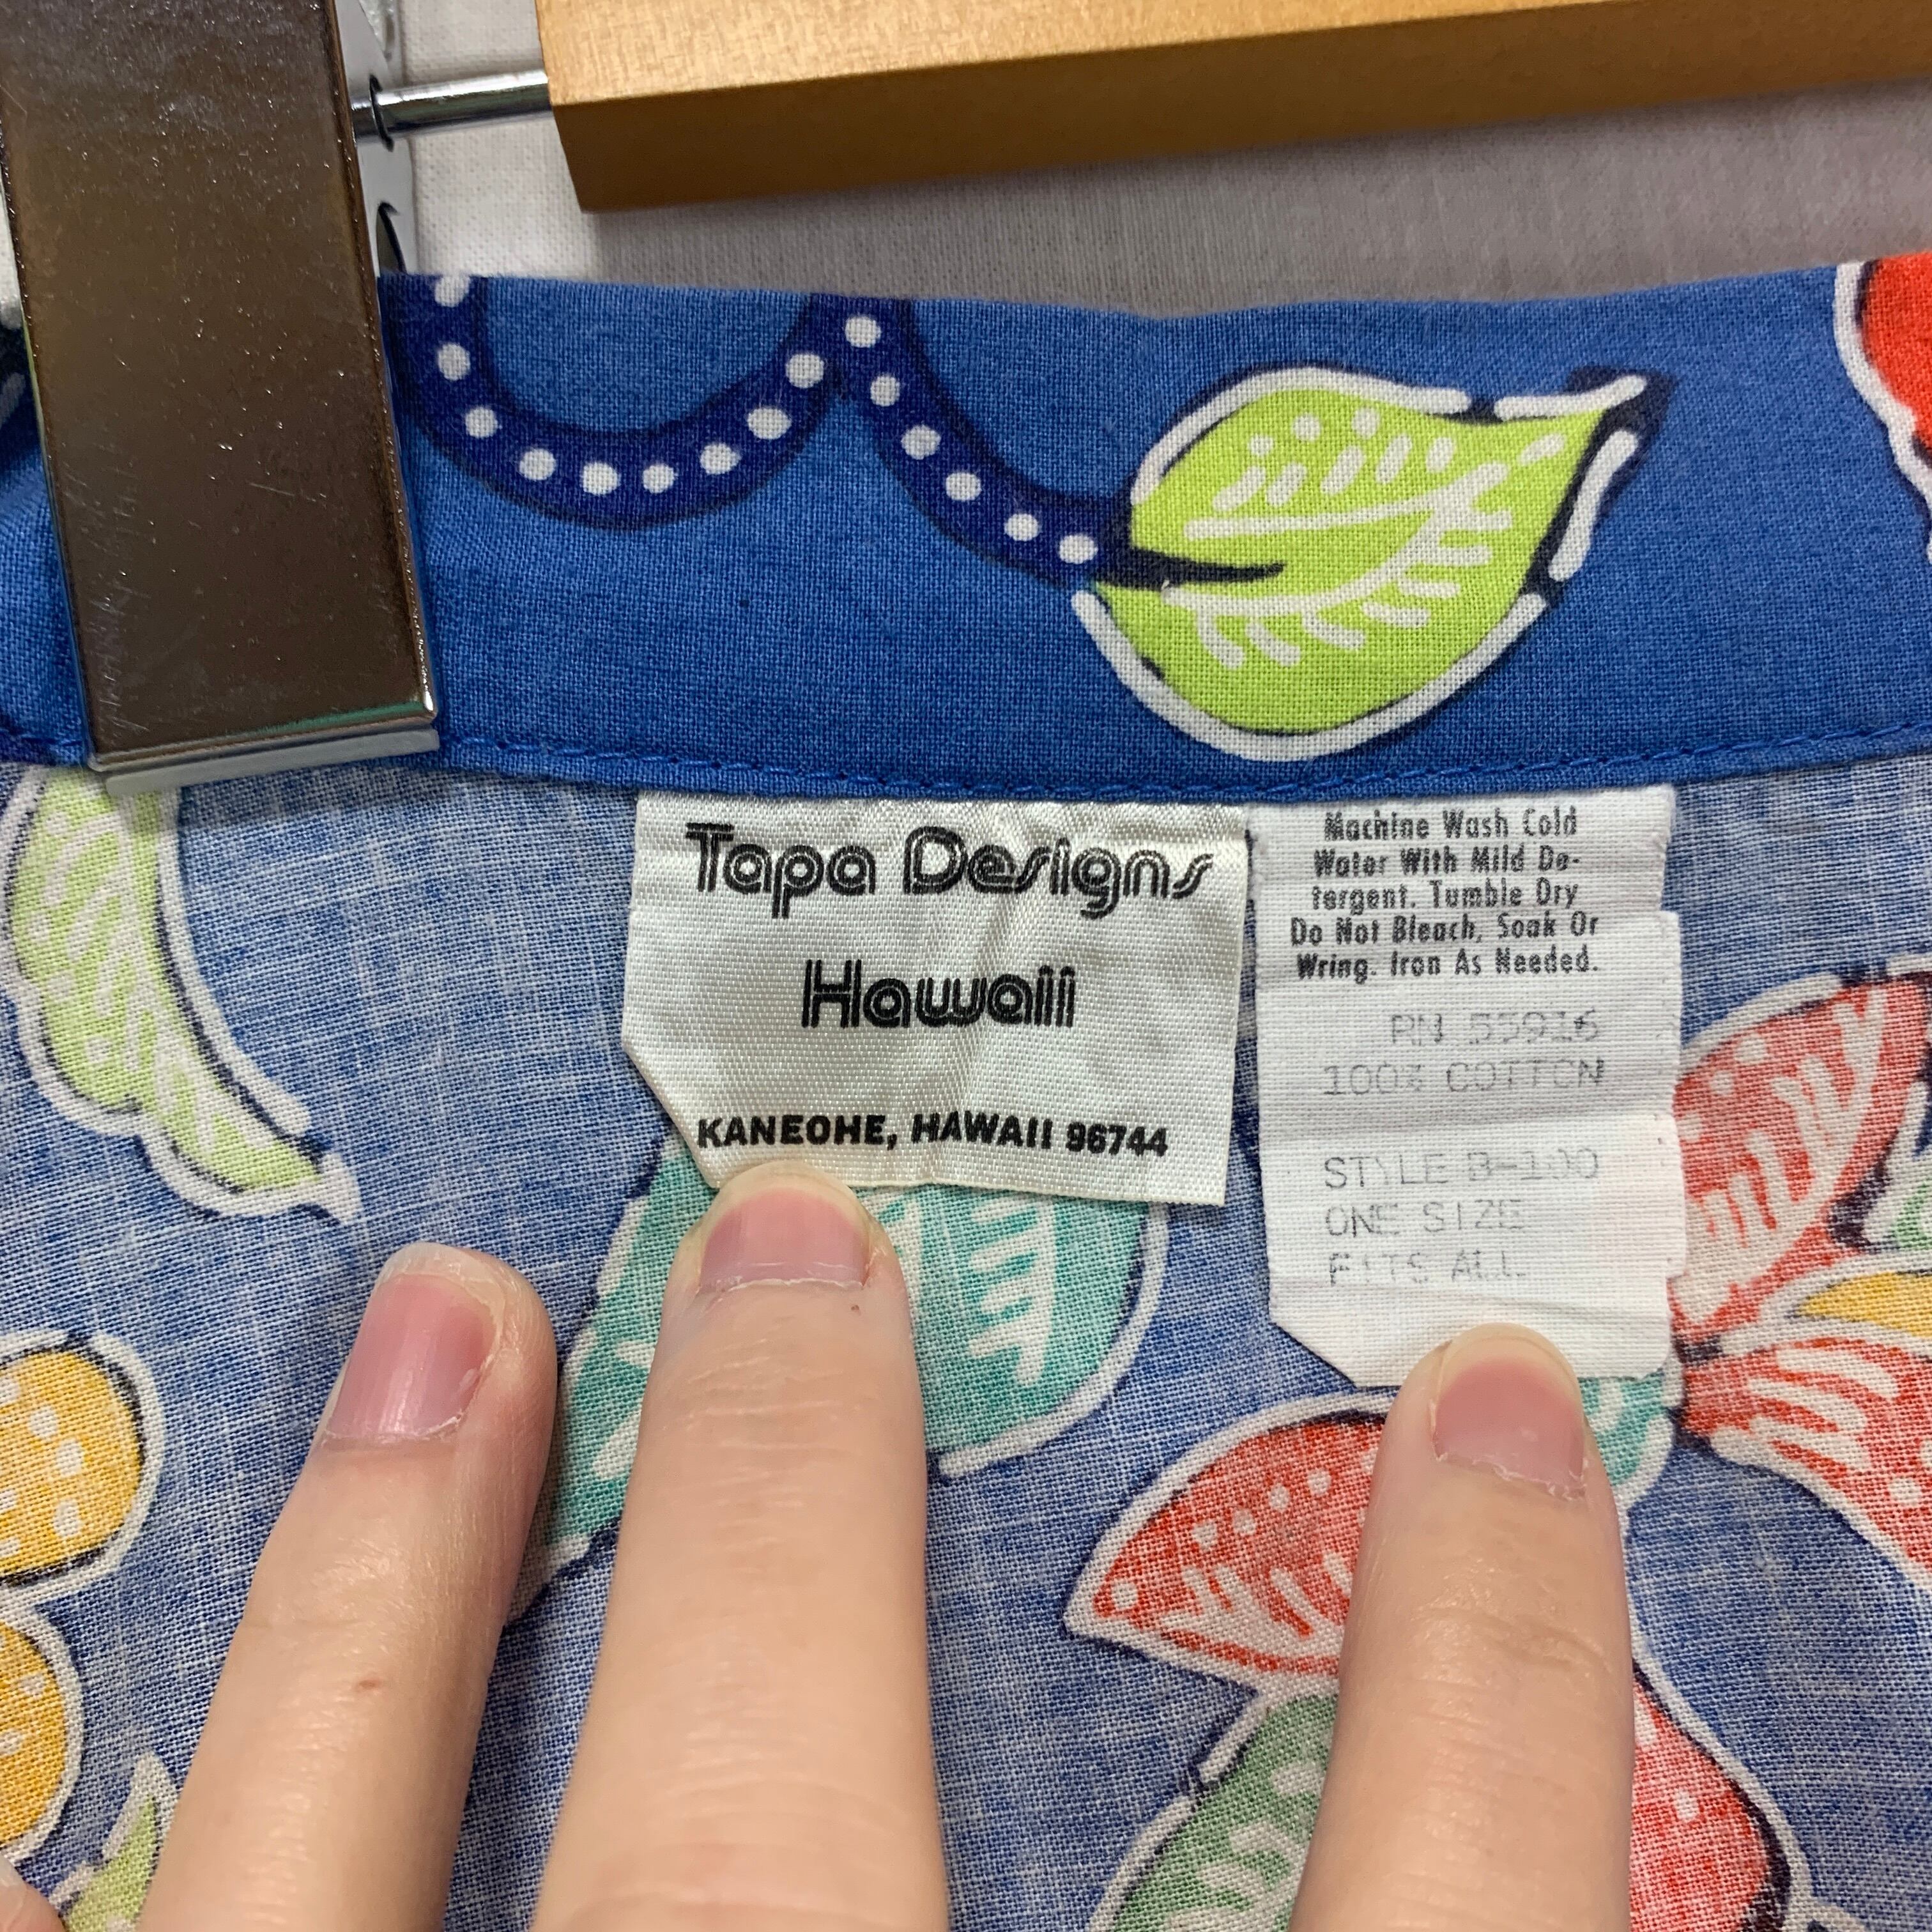 Tapa Designs
Hawaii
KANEOHE, HAWAII 96744
Machine Wash Cold
Water With Mild De-
tergent. Tumble Dry
Do Not Bleach, Soak Or
Wring. Iron As Needed.
RN 55916
100% COTTON
STYLE B-100
ONE SIZE
FITS ALL